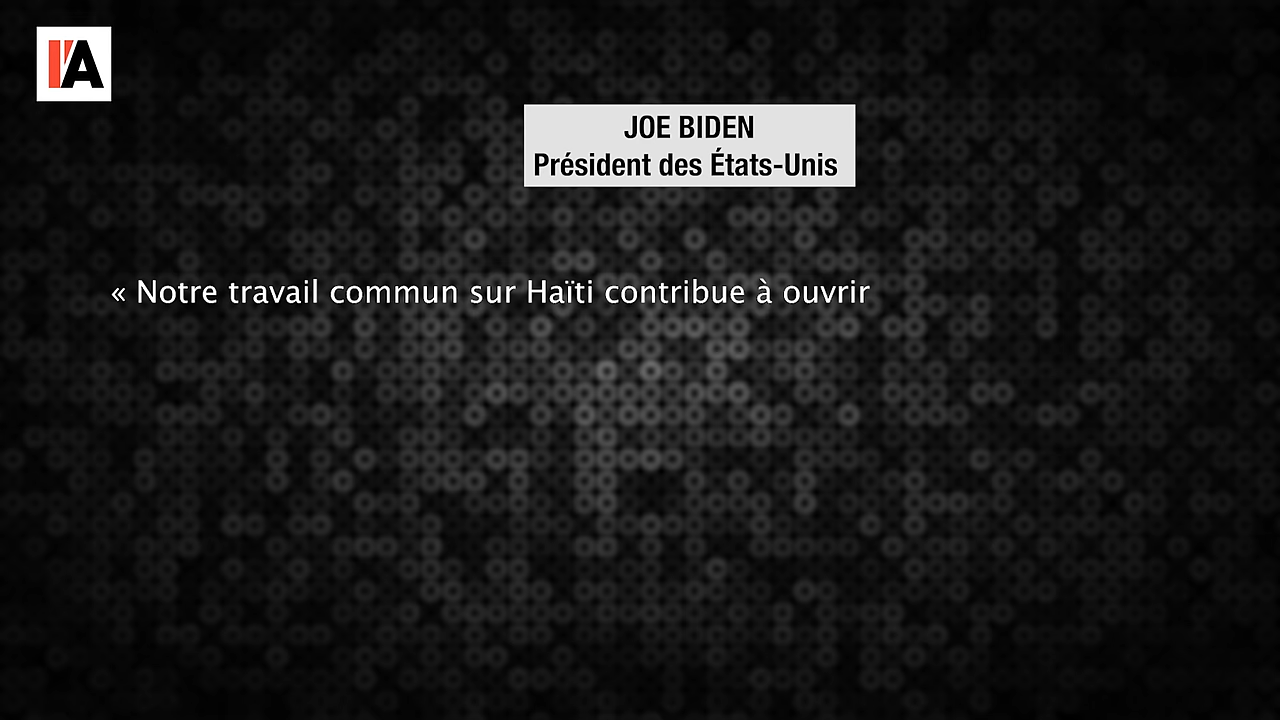 l'A
JOE BIDEN
Président des États-Unis
« Notre travail commun sur Haïti contribue à ouvrir